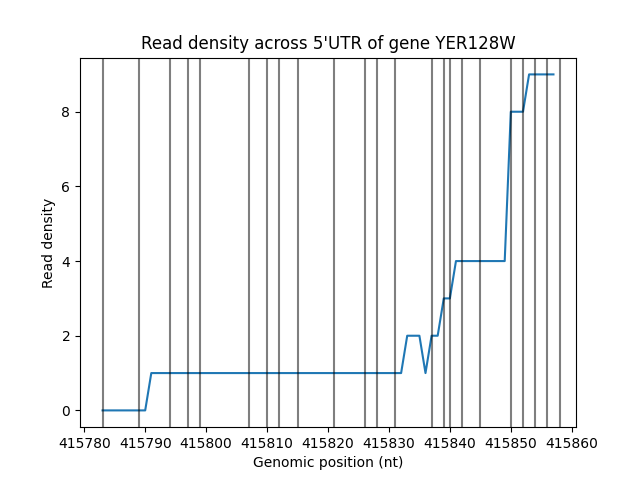 Read density across 5'UTR of gene YER128W
Read density
8
6
4
2
0
415780 415790 415800 415810 415820 415830 415840 415850 415860
Genomic position (nt)